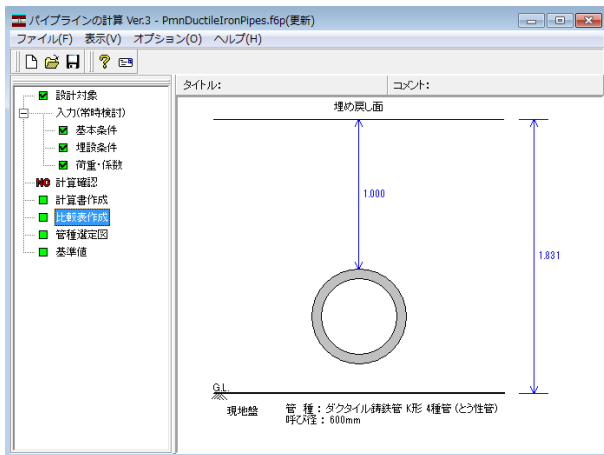 パイプラインの計算 Ver.3 - PmnDuctileIronPipes.f6p(更新)
ファイル(F) 表示(V) オプション(O) ヘルプ(H)
タイトル: コメント:
設計対象
入力(常時検討)
基本条件
埋設条件
荷重・係数
NO 計算確認
計算書作成
比較表作成
管種選定図
基準値
埋め戻し面
1.000
1.831
G.L.
現地盤
管 種 : ダクタイル鋳鉄管 K形 4種管 (とう性管)
呼び径 : 600mm